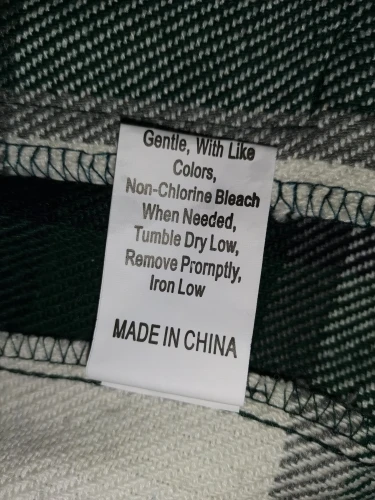 Gentle, With Like
Colors,
Non-Chlorine Bleach
When Needed,
Tumble Dry Low,
Remove Promptly,
Iron Low
MADE IN CHINA